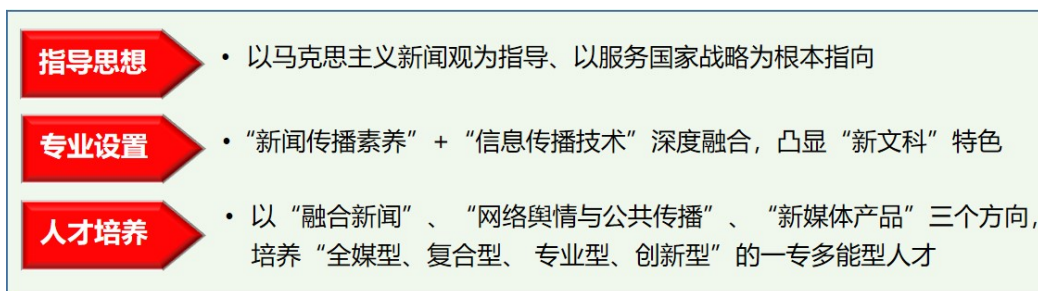 指导思想
• 以马克思主义新闻观为指导、以服务国家战略为根本指向
专业设置
• “新闻传播素养” + “信息传播技术”深度融合，凸显“新文科”特色
人才培养
• 以“融合新闻”、“网络舆情与公共传播”、“新媒体产品”三个方向，
培养“全媒型、复合型、 专业型、创新型”的一专多能型人才